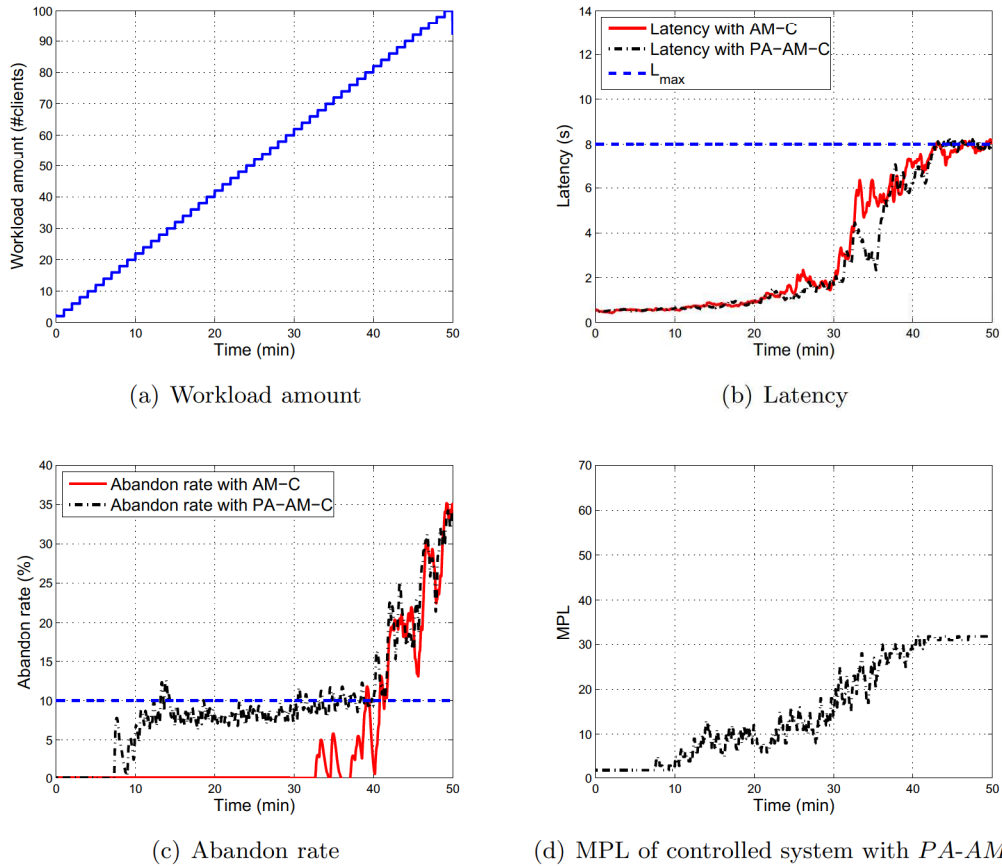 100
90
80
70
60
50
40
30
20
10
0
Workload amount (#clients)
0 10 20 30 40 50
Time (min)
(a) Workload amount
14
12
10
8
6
4
2
0
Latency (s)
Latency with AM−C
Latency with PA−AM−C
L_max
0 10 20 30 40 50
Time (min)
(b) Latency
40
35
30
25
20
15
10
5
0
Abandon rate (%)
Abandon rate with AM−C
Abandon rate with PA−AM−C
0 10 20 30 40 50
Time (min)
(c) Abandon rate
70
60
50
40
30
20
10
0
MPL
0 10 20 30 40 50
Time (min)
(d) MPL of controlled system with PA-AM